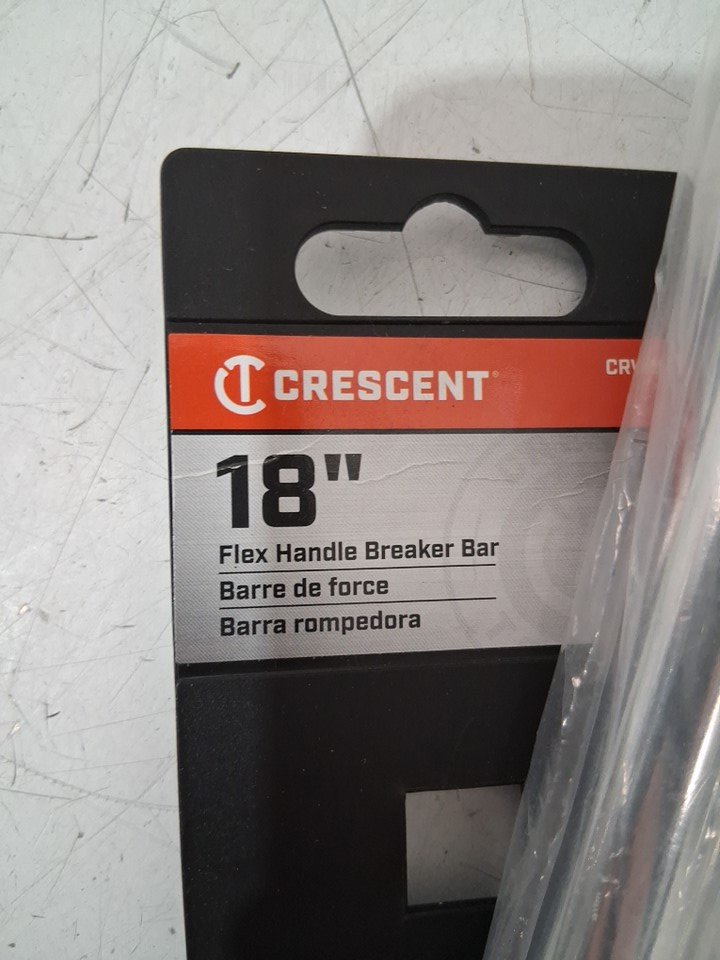 CRESCENT®
18"
Flex Handle Breaker Bar
Barre de force
Barra rompedora